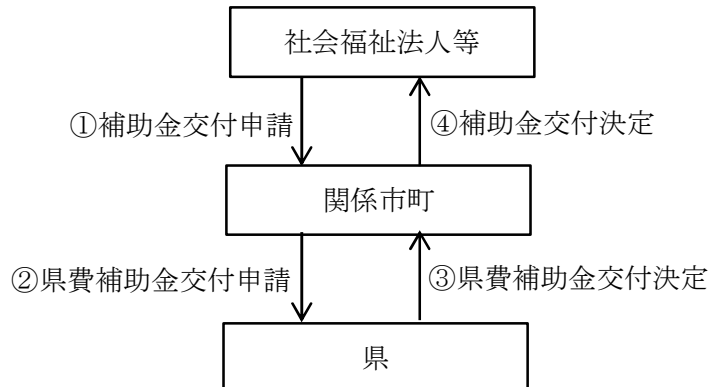 社会福祉法人等
①補助金交付申請
④補助金交付決定
関係市町
②県費補助金交付申請
③県費補助金交付決定
県